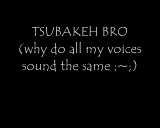 TSUBAKEH BRO
(why do all my voices
sound the same ;~;)